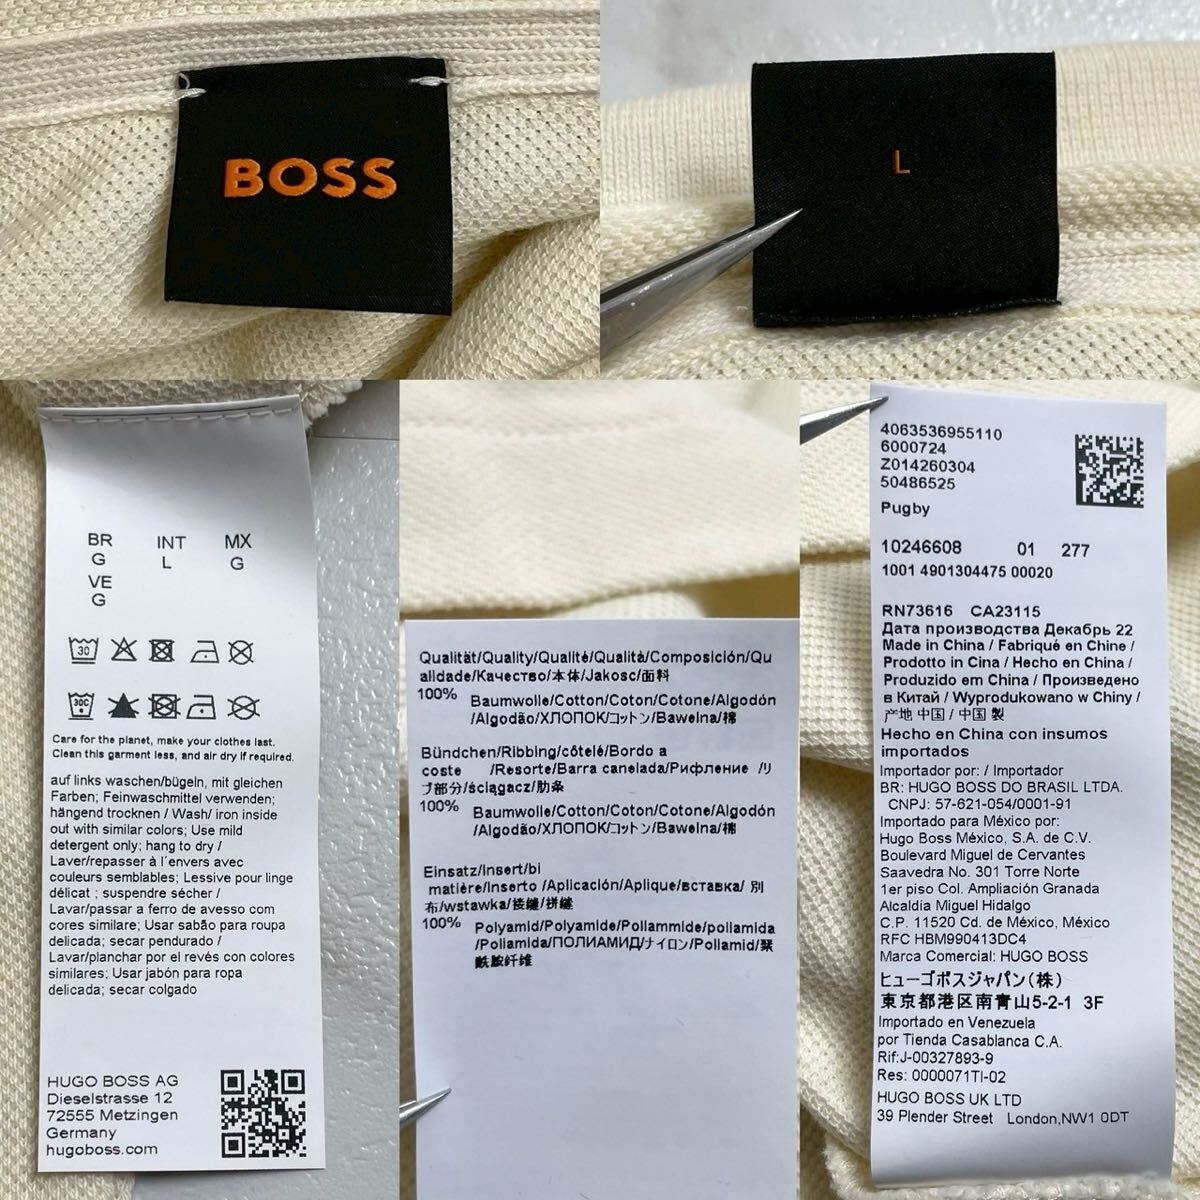 BOSS
L
BR INT MX
G L G
VE
G
30
30C
Care for the planet, make your clothes last.
Clean this garment less, and air dry if required.
auf links waschen/bügeln, mit gleichen
Farben; Feinwaschmittel verwenden;
hängend trocknen / Wash/ iron inside
out with similar colors; Use mild
detergent only; hang to dry /
Laver/repasser à l´envers avec
couleurs semblables; Lessive pour linge
délicat ; suspendre sécher /
Lavar/passar a ferro de avesso com
cores similare; Usar sabão para roupa
delicada; secar pendurado /
Lavar/planchar por el revés con colores
similares; Usar jabón para ropa
delicada; secar colgado
HUGO BOSS AG
Dieselstrasse 12
72555 Metzingen
Germany
hugoboss.com
Qualität/Quality/Qualité/Qualità/Composición/Qu
alidade/Качество/本体/Jakosc/面料
100% Baumwolle/Cotton/Coton/Cotone/Algodón
/Algodão/ХЛОПОК/コットン/Bawełna/棉
Bündchen/Ribbing/côtelé/Bordo a
coste /Resorte/Barra canelada/Рифление /リ
ブ部分/ściągacz/肋条
100% Baumwolle/Cotton/Coton/Cotone/Algodón
/Algodão/ХЛОПОК/コットン/Bawełna/棉
Einsatz/Insert/bi
matière/Inserto /Aplicación/Aplique/вставка/ 別
布/wstawka/接縫/拼缝
100% Polyamid/Polyamide/Poliammide/poliamida
/Poliamida/ПОЛИАМИД/ナイロン/Poliamid/聚
酰胺纤维
4063536955110
6000724
Z014260304
50486525
Pugby
10246608 01 277
1001 4901304475 00020
RN73616 CA23115
Дата производства Декабрь 22
Made in China / Fabriqué en Chine /
Prodotto in Cina / Hecho en China /
Produzido em China / Произведено
в Китай / Wyprodukowano w Chiny /
产地 中国 / 中国 製
Hecho en China con insumos
importados
Importador por: / Importador
BR: HUGO BOSS DO BRASIL LTDA.
CNPJ: 57-621-054/0001-91
Importado para México por:
Hugo Boss México, S.A. de C.V.
Boulevard Miguel de Cervantes
Saavedra No. 301 Torre Norte
1er piso Col. Ampliación Granada
Alcaldía Miguel Hidalgo
C.P. 11520 Cd. de México, México
RFC HBM990413DC4
Marca Comercial: HUGO BOSS
ヒューゴボスジャパン(株)
東京都港区南青山5-2-1 3F
Importado en Venezuela
por Tienda Casablanca C.A.
Rif:J-00327893-9
Res: 0000071TI-02
HUGO BOSS UK LTD
39 Plender Street London,NW1 0DT